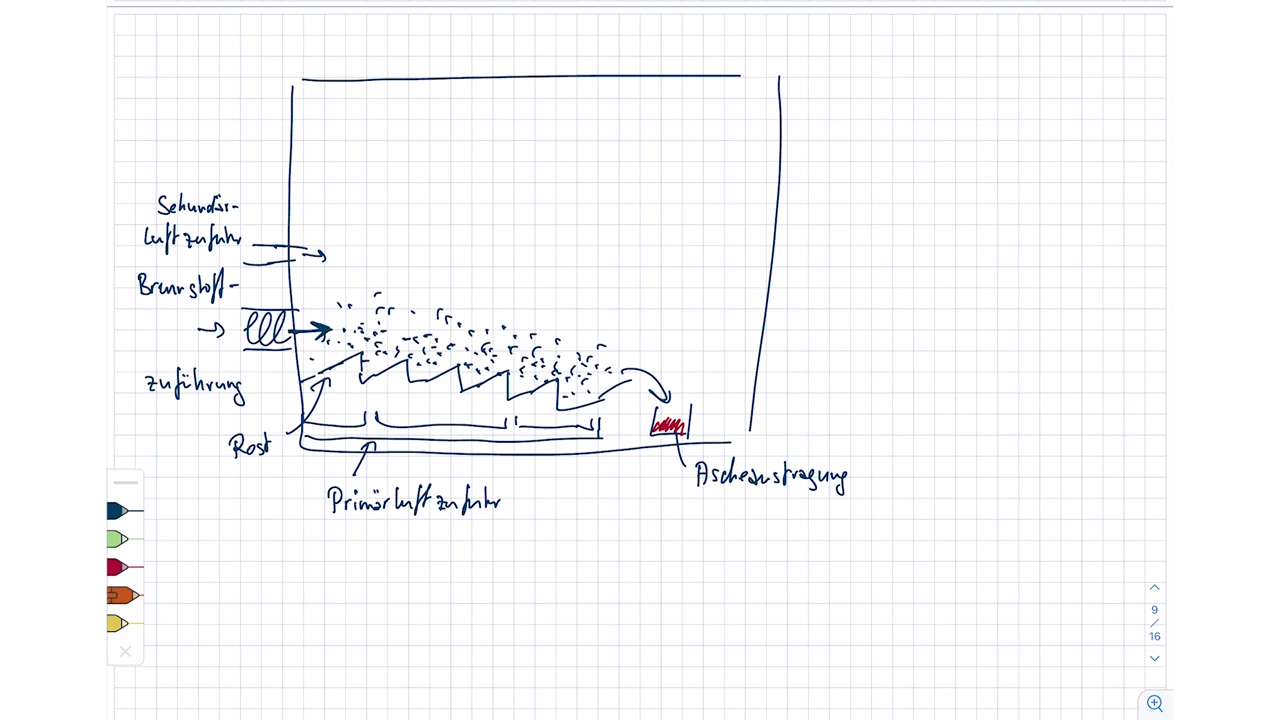 Sekundär-
luftzufuhr
Brennstoff-
zuführung
Rost
Primärluftzufuhr
Ascheaustragung
9
/
16